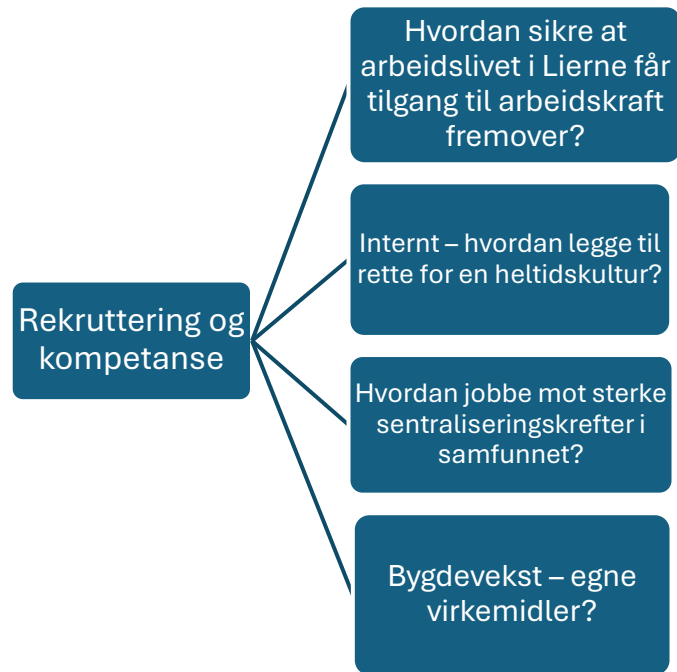 Rekruttering og
kompetanse
Hvordan sikre at
arbeidslivet i Lierne får
tilgang til arbeidskraft
fremover?
Internt – hvordan legge til
rette for en heltidskultur?
Hvordan jobbe mot sterke
sentraliseringskrefter i
samfunnet?
Bygdevekst – egne
virkemidler?